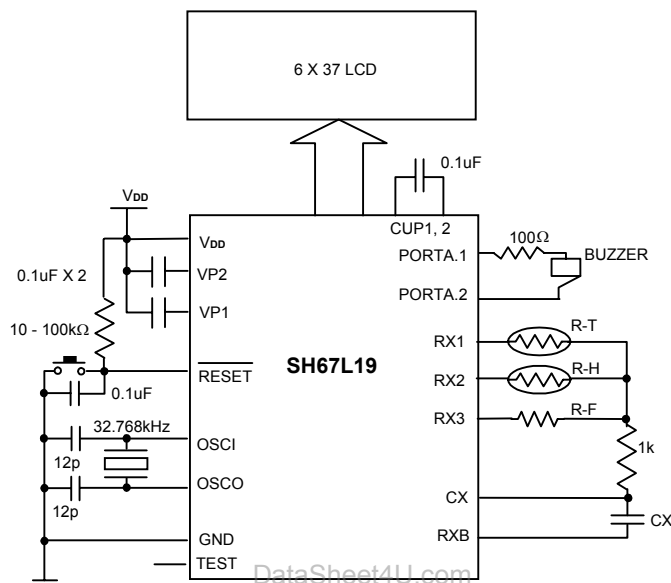 6 X 37 LCD
0.1uF
VDD
CUP1, 2
VDD
PORTA.1
100Ω
BUZZER
0.1uF X 2
VP2
VP1
PORTA.2
10 - 100kΩ
RX1
R-T
RESET
SH67L19
RX2
R-H
0.1uF
RX3
R-F
32.768kHz
OSCI
1k
12p
OSCO
CX
12p
CX
GND
RXB
TEST
DataSheet4U.com